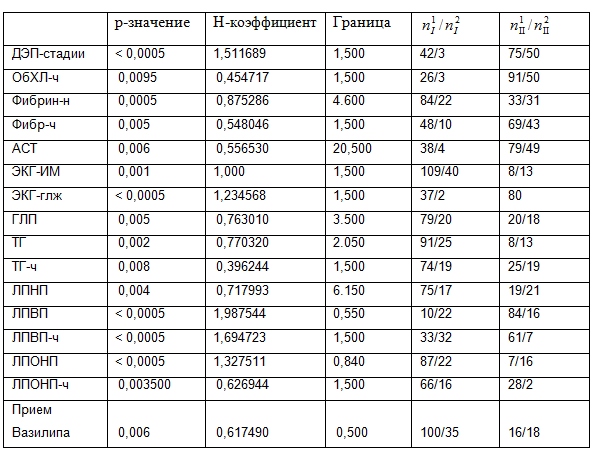 р-значение Н-коэффициент Граница n_I^1/n_I^2 n_II^1/n_II^2
ДЭП-стадии < 0,0005 1,511689 1,500 42/3 75/50
ОбХЛ-ч 0,0095 0,454717 1,500 26/3 91/50
Фибрин-н 0,0005 0,875286 4.600 84/22 33/31
Фибр-ч 0,005 0,548046 1,500 48/10 69/43
АСТ 0,006 0,556530 20,500 38/4 79/49
ЭКГ-ИМ 0,001 1,000 1,500 109/40 8/13
ЭКГ-глж < 0,0005 1,234568 1,500 37/2 80
ГЛП 0,005 0,763010 3.500 79/20 20/18
ТГ 0,002 0,770320 2.050 91/25 8/13
ТГ-ч 0,008 0,396244 1,500 74/19 25/19
ЛПНП 0,004 0,717993 6.150 75/17 19/21
ЛПВП < 0,0005 1,987544 0,550 10/22 84/16
ЛПВП-ч < 0,0005 1,694723 1,500 33/32 61/7
ЛПОНП < 0,0005 1,327511 0,840 87/22 7/16
ЛПОНП-ч 0,003500 0,626944 1,500 66/16 28/2
Прием
Вазилипа 0,006 0,617490 0,500 100/35 16/18